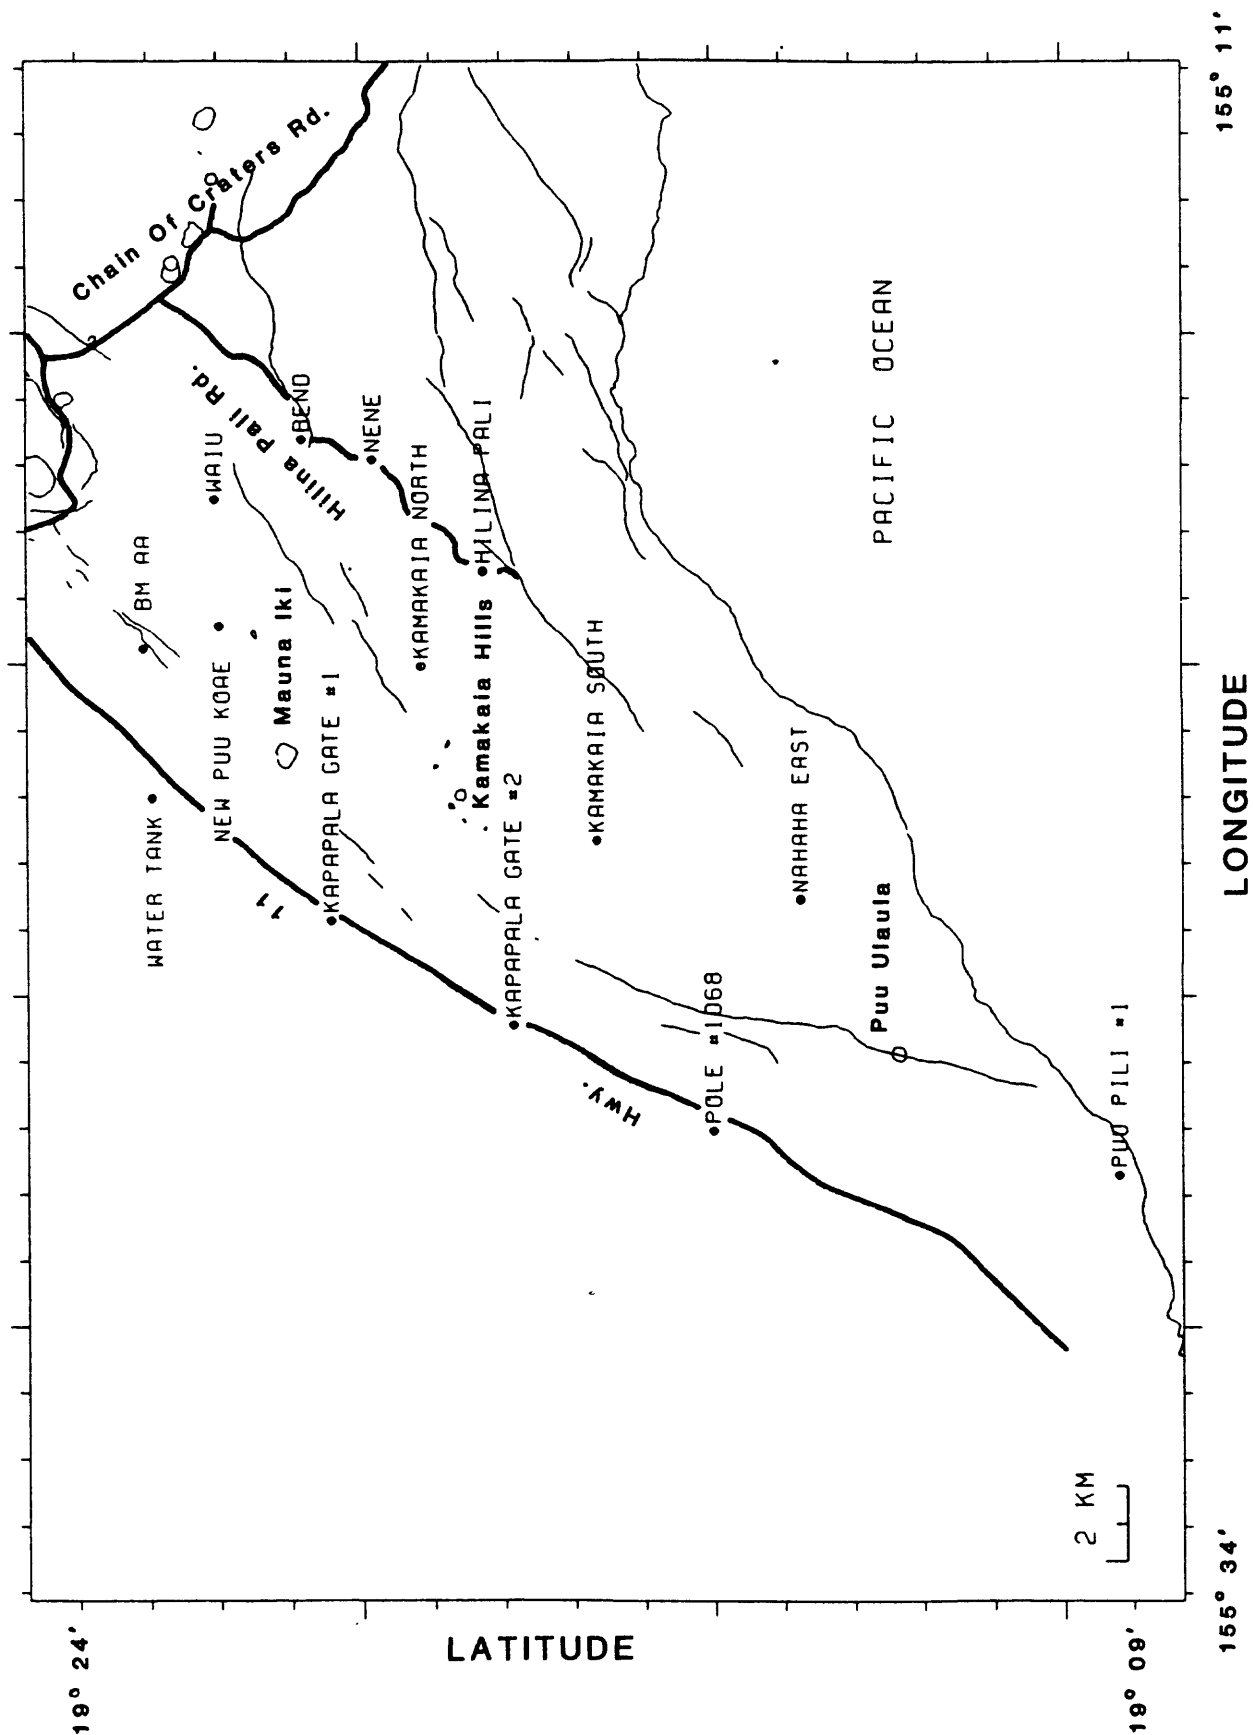 Chain Of Craters Rd.
Hilina Pali Rd.
BEND
WAIU
NENE
BM AA
KAMAKAIA NORTH
HILINA PALI
Mauna Iki
NEW PUU KOAE
KAPAPALA GATE #1
Kamakaia Hills
KAMAKAIA SOUTH
WATER TANK
11
KAPAPALA GATE #2
NAHAHA EAST
Puu Ulaula
POLE #1068
Hwy.
PUU PILI #1
PACIFIC OCEAN
2 KM
LATITUDE
LONGITUDE
19° 24'
19° 09'
155° 34'
155° 11'